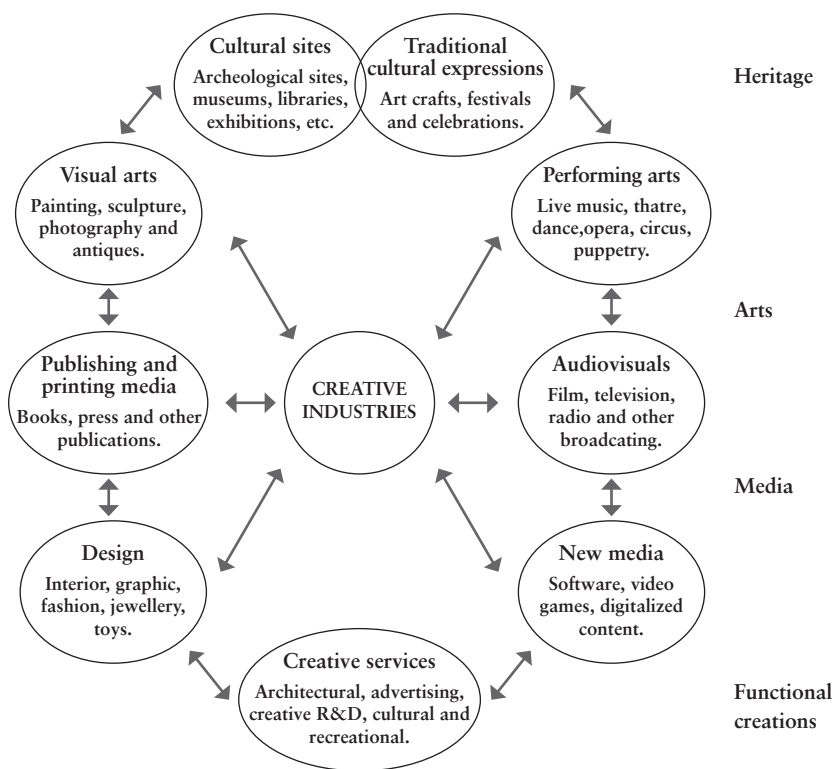 Cultural sites
Archeological sites,
museums, libraries,
exhibitions, etc.
Traditional
cultural expressions
Art crafts, festivals
and celebrations.
Heritage
Visual arts
Painting, sculpture,
photography and
antiques.
Performing arts
Live music, thatre,
dance,opera, circus,
puppetry.
Arts
Publishing and
printing media
Books, press and other
publications.
CREATIVE
INDUSTRIES
Audiovisuals
Film, television,
radio and other
broadcating.
Media
Design
Interior, graphic,
fashion, jewellery,
toys.
New media
Software, video
games, digitalized
content.
Creative services
Architectural, advertising,
creative R&D, cultural and
recreational.
Functional
creations